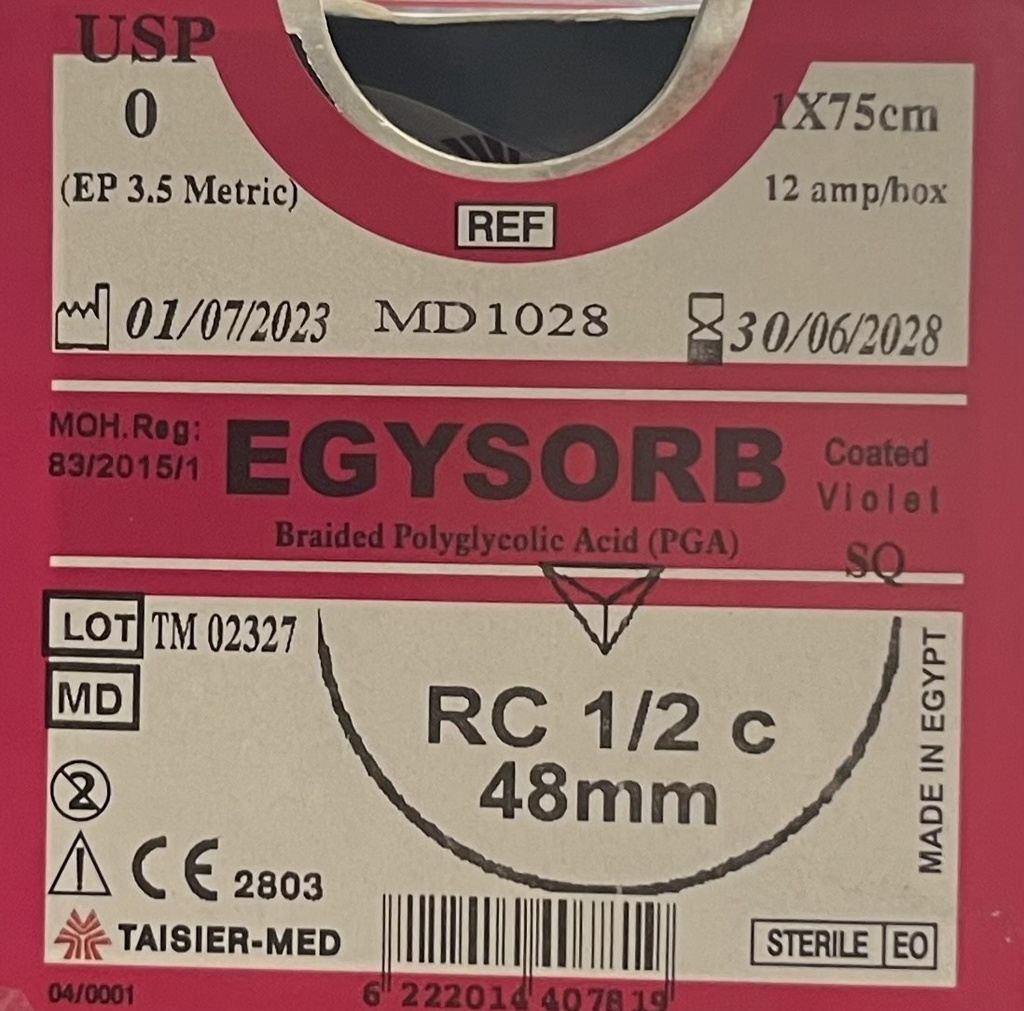 USP
0
1X75cm
(EP 3.5 Metric)
12 amp/box
REF
01/07/2023
MD1028
30/06/2028
MOH.Reg:
83/2015/1
EGYSORB
Coated
Violet
Braided Polyglycolic Acid (PGA)
SQ
LOT TM 02327
MD
RC 1/2 c
48mm
MADE IN EGYPT
2
CE 2803
TAISIER-MED
STERILE EO
04/0001
6 222014 407819